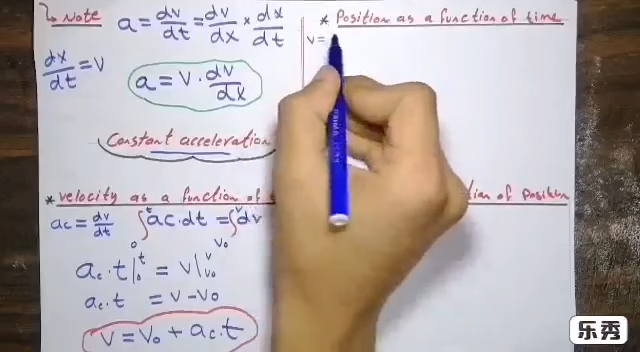 Note
a = dv/dt = dv/dx × dx/dt
dx/dt = v
a = v · dv/dx
Constant acceleration
* velocity as a function of
ac = dv/dt ∫₀ᵗ ac·dt = ∫ᵥ₀ᵛ dv
ac·t |₀ᵗ = v |ᵥ₀ᵛ
ac·t = v - v₀
v = v₀ + ac·t
* Position as a function of time
v =
of position
乐秀